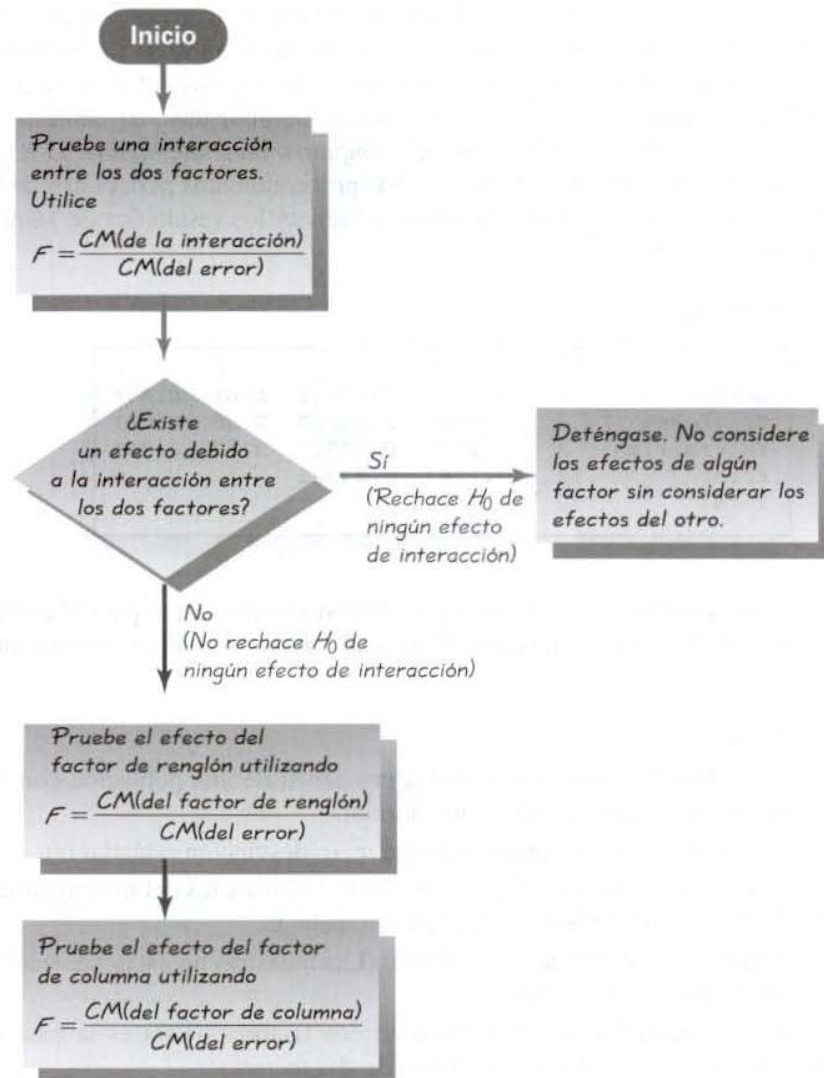 Inicio
Pruebe una interacción
entre los dos factores.
Utilice
F = CM(de la interacción) / CM(del error)
¿Existe
un efecto debido
a la interacción entre
los dos factores?
Sí
(Rechace H₀ de
ningún efecto
de interacción)
Deténgase. No considere
los efectos de algún
factor sin considerar los
efectos del otro.
No
(No rechace H₀ de
ningún efecto de interacción)
Pruebe el efecto del
factor de renglón utilizando
F = CM(del factor de renglón) / CM(del error)
Pruebe el efecto del factor
de columna utilizando
F = CM(del factor de columna) / CM(del error)